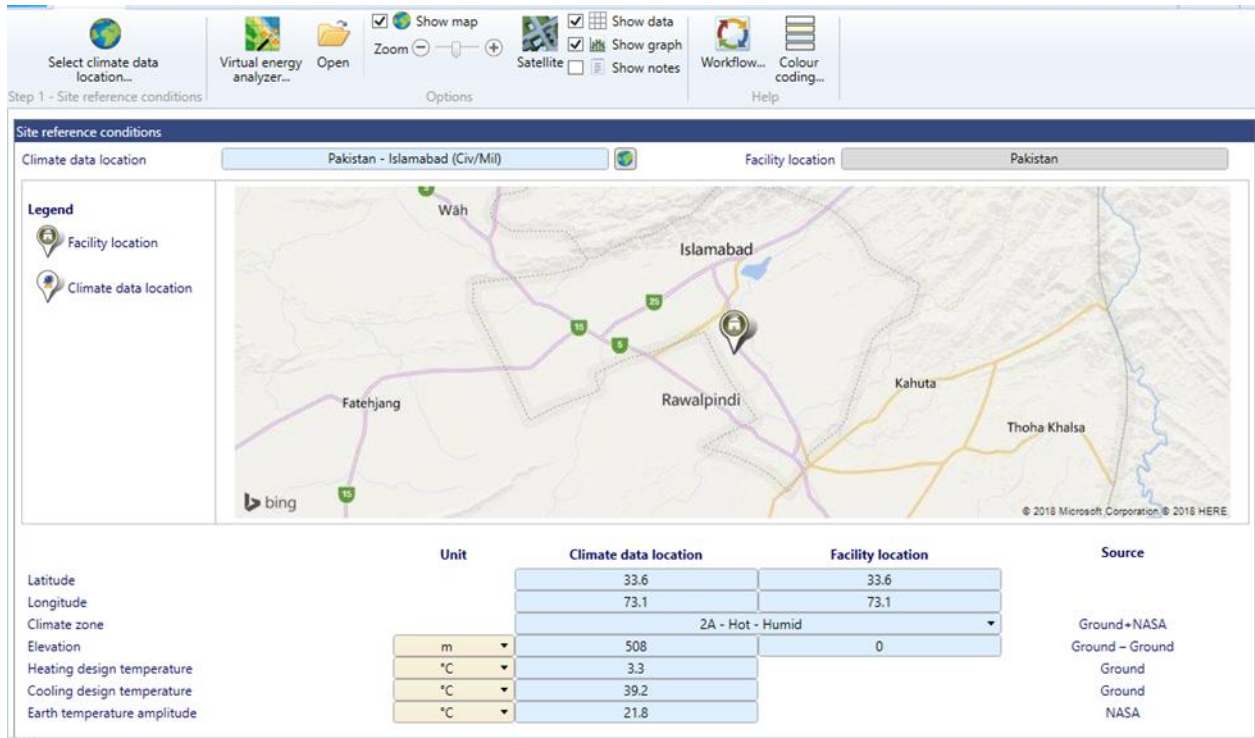 Select climate data location...
Step 1 - Site reference conditions
Virtual energy analyzer...
Open
Show map
Zoom
Satellite
Show data
Show graph
Show notes
Options
Workflow...
Colour coding...
Help
Site reference conditions
Climate data location
Pakistan - Islamabad (Civ/Mil)
Facility location
Pakistan
Legend
Facility location
Climate data location
Wāh
Islamabad
25
15
5
Rawalpindi
Fatehjang
Kahuta
Thoha Khalsa
15
bing
© 2018 Microsoft Corporation © 2018 HERE
Unit Climate data location Facility location Source
Latitude 33.6 33.6
Longitude 73.1 73.1
Climate zone 2A - Hot - Humid Ground+NASA
Elevation m 508 0 Ground – Ground
Heating design temperature °C 3.3 Ground
Cooling design temperature °C 39.2 Ground
Earth temperature amplitude °C 21.8 NASA